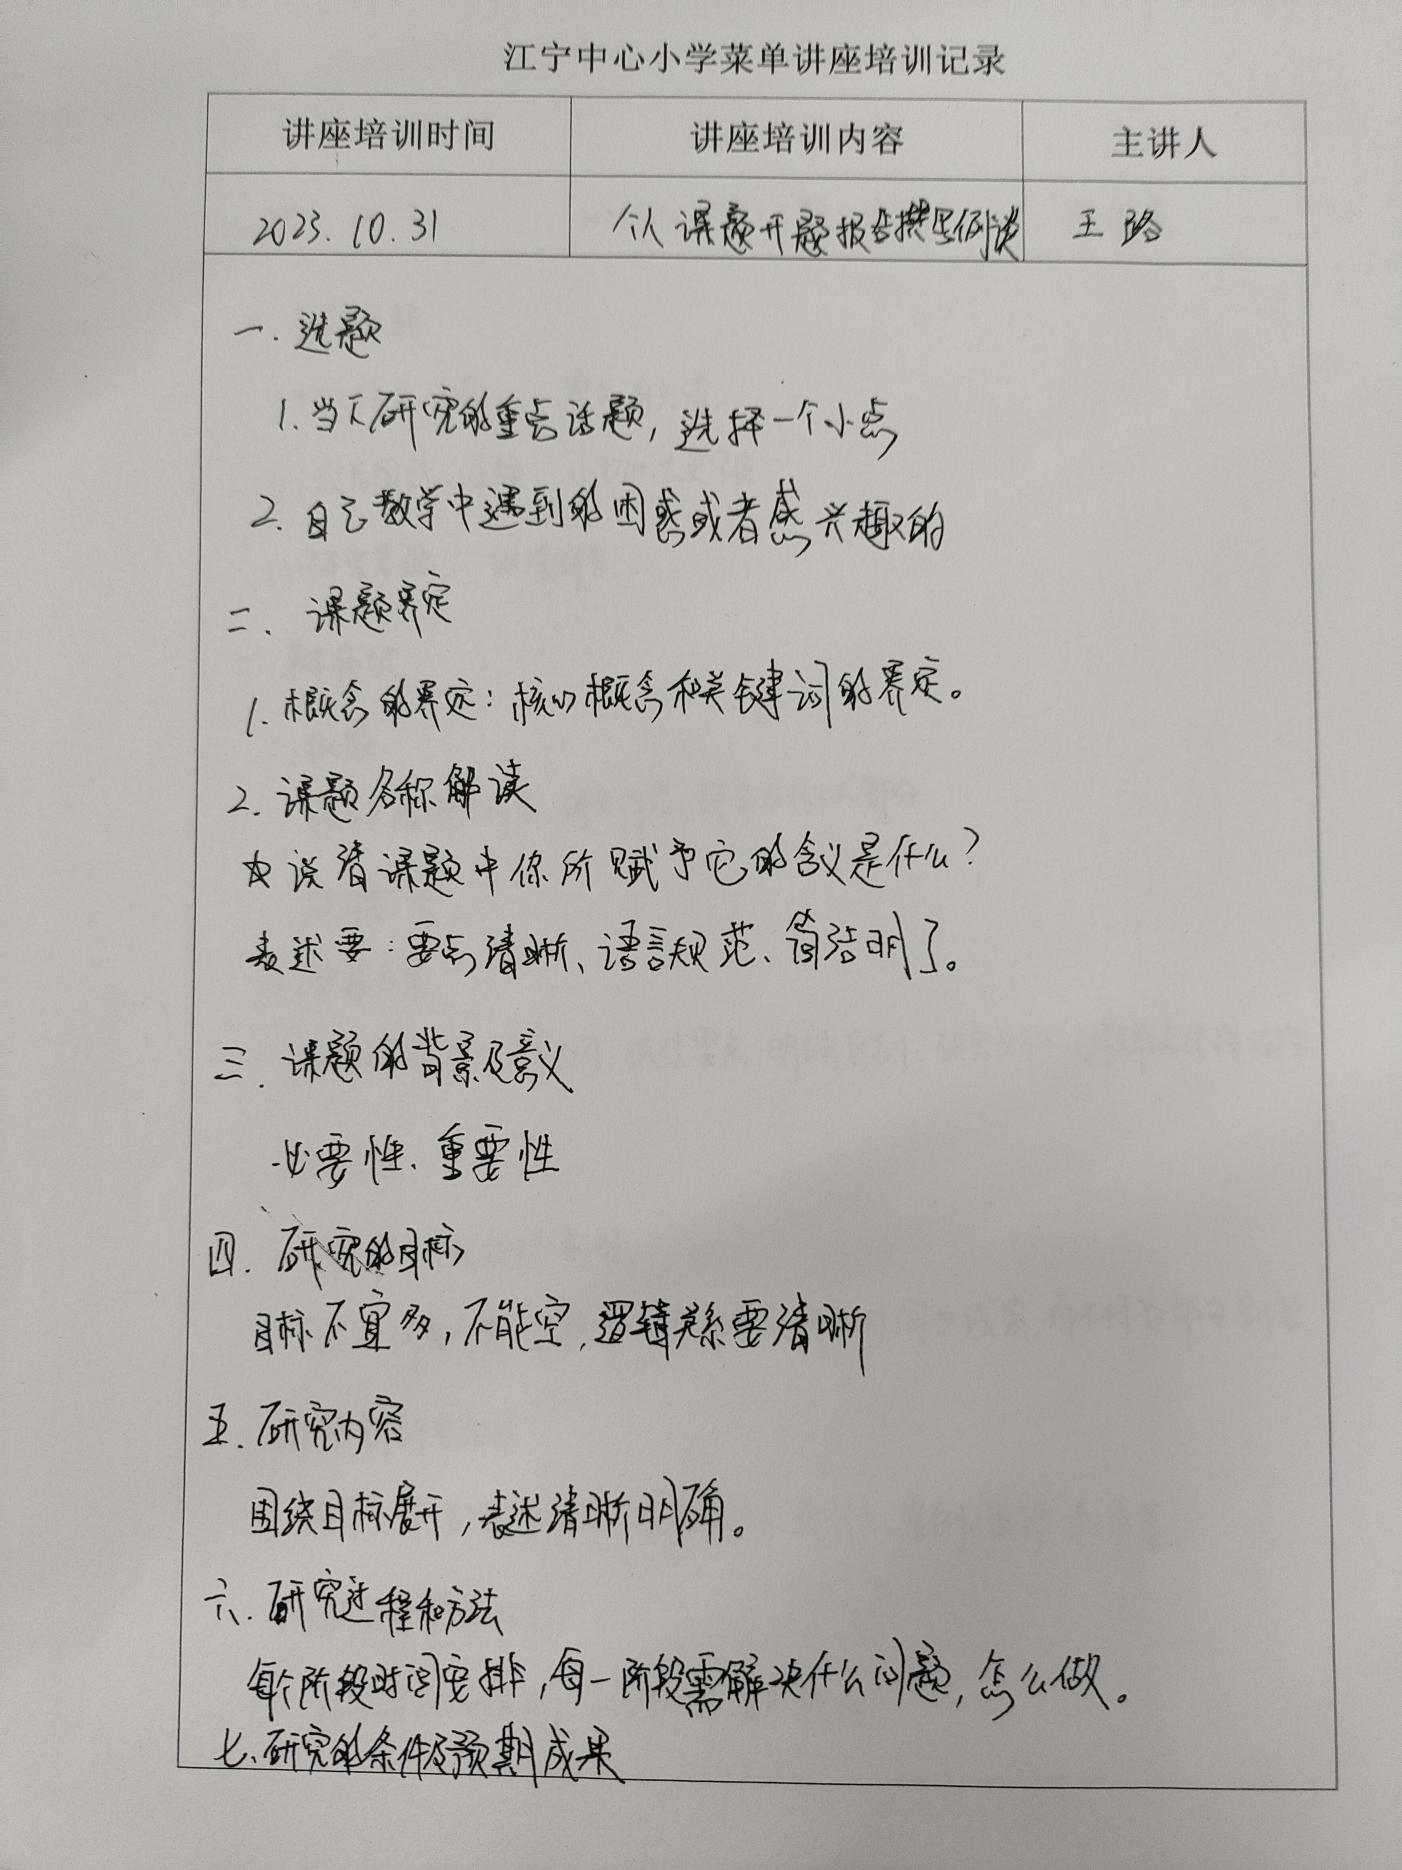 江宁中心小学菜单讲座培训记录
讲座培训时间 讲座培训内容 主讲人
2023.10.31 个人课题开题报告撰写例谈 王璐
一.选题
1.当下研究的重点话题,选择一个小点
2.自己教学中遇到的困惑或者感兴趣的
二.课题界定
1.概念的界定:核心概念和关键词的界定。
2.课题名称解读
说清课题中你所赋予它的含义是什么?
表述要:要点清晰、语言规范、简洁明了。
三.课题的背景及意义
必要性、重要性
四.研究的目标
目标不宜多,不能空,逻辑关系要清晰
五.研究内容
围绕目标展开,表述清晰明确。
六.研究过程和方法
每个阶段时间安排,每一阶段需解决什么问题,怎么做。
七.研究的条件及预期成果